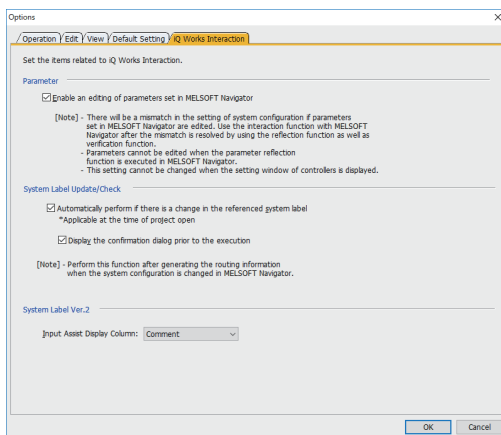 Options
Operation Edit View Default Setting iQ Works Interaction
Set the items related to iQ Works Interaction.
Parameter
Enable an editing of parameters set in MELSOFT Navigator
[Note] - There will be a mismatch in the setting of system configuration if parameters
set in MELSOFT Navigator are edited. Use the interaction function with MELSOFT
Navigator after the mismatch is resolved by using the reflection function as well as
verification function.
- Parameters cannot be edited when the parameter reflection
function is executed in MELSOFT Navigator.
- This setting cannot be changed when the setting window of controllers is displayed.
System Label Update/Check
Automatically perform if there is a change in the referenced system label
*Applicable at the time of project open
Display the confirmation dialog prior to the execution
[Note] - Perform this function after generating the routing information
when the system configuration is changed in MELSOFT Navigator.
System Label Ver.2
Input Assist Display Column: Comment
OK Cancel